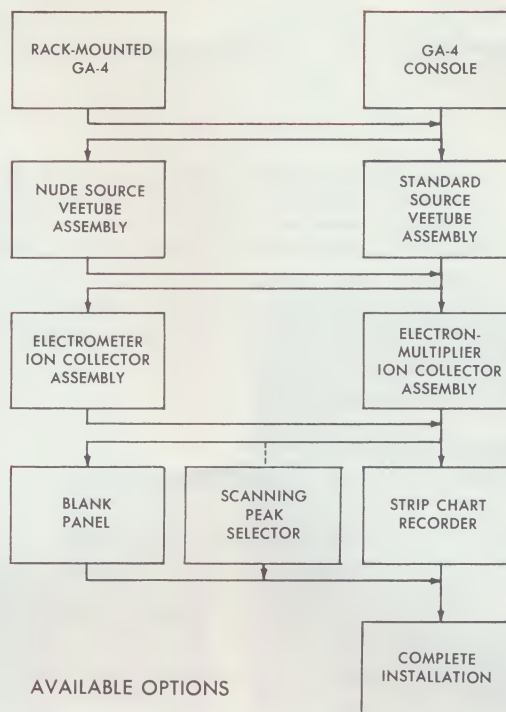 RACK-MOUNTED
GA-4
GA-4
CONSOLE
NUDE SOURCE
VEETUBE
ASSEMBLY
STANDARD
SOURCE
VEETUBE
ASSEMBLY
ELECTROMETER
ION COLLECTOR
ASSEMBLY
ELECTRON-
MULTIPLIER
ION COLLECTOR
ASSEMBLY
BLANK
PANEL
SCANNING
PEAK
SELECTOR
STRIP CHART
RECORDER
COMPLETE
INSTALLATION
AVAILABLE OPTIONS